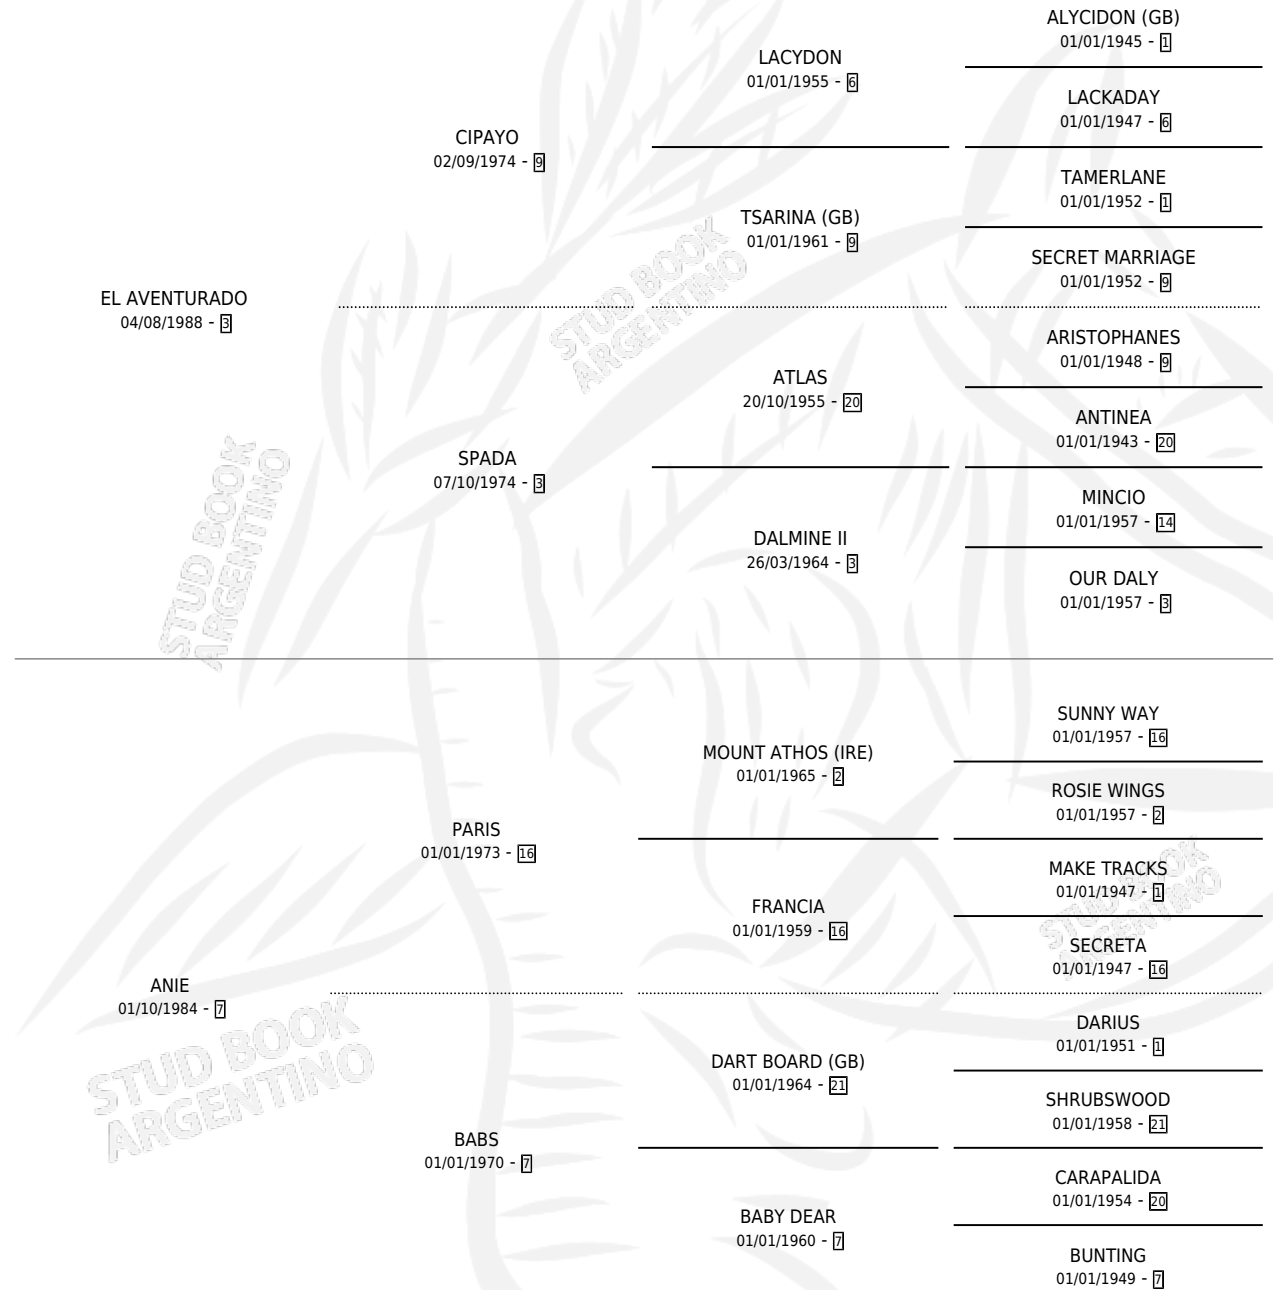 ALYCIDON (GB)
01/01/1945 - 1
LACYDON
01/01/1955 - 6
LACKADAY
01/01/1947 - 6
CIPAYO
02/09/1974 - 9
TAMERLANE
01/01/1952 - 1
TSARINA (GB)
01/01/1961 - 9
SECRET MARRIAGE
01/01/1952 - 9
EL AVENTURADO
04/08/1988 - 3
STUD BOOK
ARGENTINO
ARISTOPHANES
01/01/1948 - 9
ATLAS
20/10/1955 - 20
ANTINEA
01/01/1943 - 20
SPADA
07/10/1974 - 3
MINCIO
01/01/1957 - 14
DALMINE II
26/03/1964 - 3
OUR DALY
01/01/1957 - 3
STUD BOOK
ARGENTINO
SUNNY WAY
01/01/1957 - 16
MOUNT ATHOS (IRE)
01/01/1965 - 2
ROSIE WINGS
01/01/1957 - 2
PARIS
01/01/1973 - 16
MAKE TRACKS
01/01/1947 - 1
FRANCIA
01/01/1959 - 16
SECRETA
01/01/1947 - 16
STUD BOOK
ARGENTINO
ANIE
01/10/1984 - 7
DARIUS
01/01/1951 - 1
DART BOARD (GB)
01/01/1964 - 21
SHRUBSWOOD
01/01/1958 - 21
STUD BOOK
ARGENTINO
BABS
01/01/1970 - 7
CARAPALIDA
01/01/1954 - 20
BABY DEAR
01/01/1960 - 7
BUNTING
01/01/1949 - 7